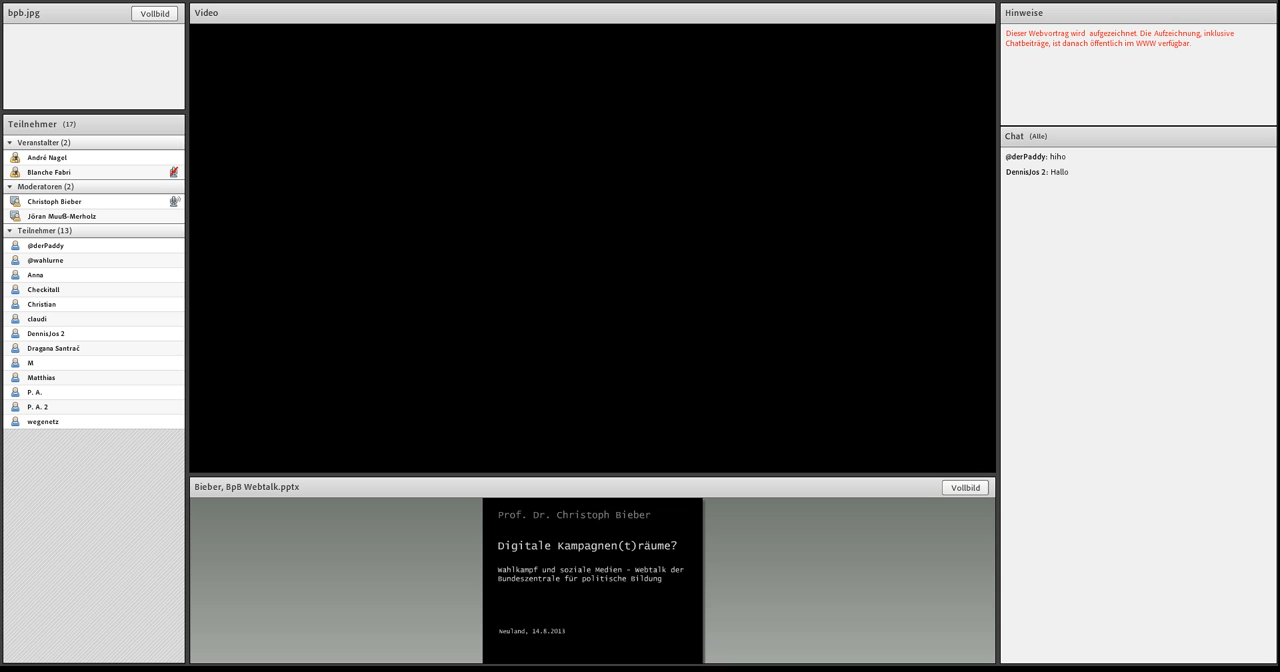 bpb.jpg
Vollbild
Teilnehmer (17)
Veranstalter (2)
André Nagel
Blanche Fabri
Moderatoren (2)
Christoph Bieber
Jöran Muuß-Merholz
Teilnehmer (13)
@derPaddy
@wahlurne
Anna
Checkitall
Christian
claudi
DennisJos 2
Dragana Santrač
M
Matthias
P. A.
P. A. 2
wegenetz
Video
Bieber, BpB Webtalk.pptx
Vollbild
Prof. Dr. Christoph Bieber
Digitale Kampagnen(t)räume?
Wahlkampf und soziale Medien - Webtalk der
Bundeszentrale für politische Bildung
Neuland, 14.8.2013
Hinweise
Dieser Webvortrag wird aufgezeichnet. Die Aufzeichnung, inklusive
Chatbeiträge, ist danach öffentlich im WWW verfügbar.
Chat (Alle)
@derPaddy: hiho
DennisJos 2: Hallo